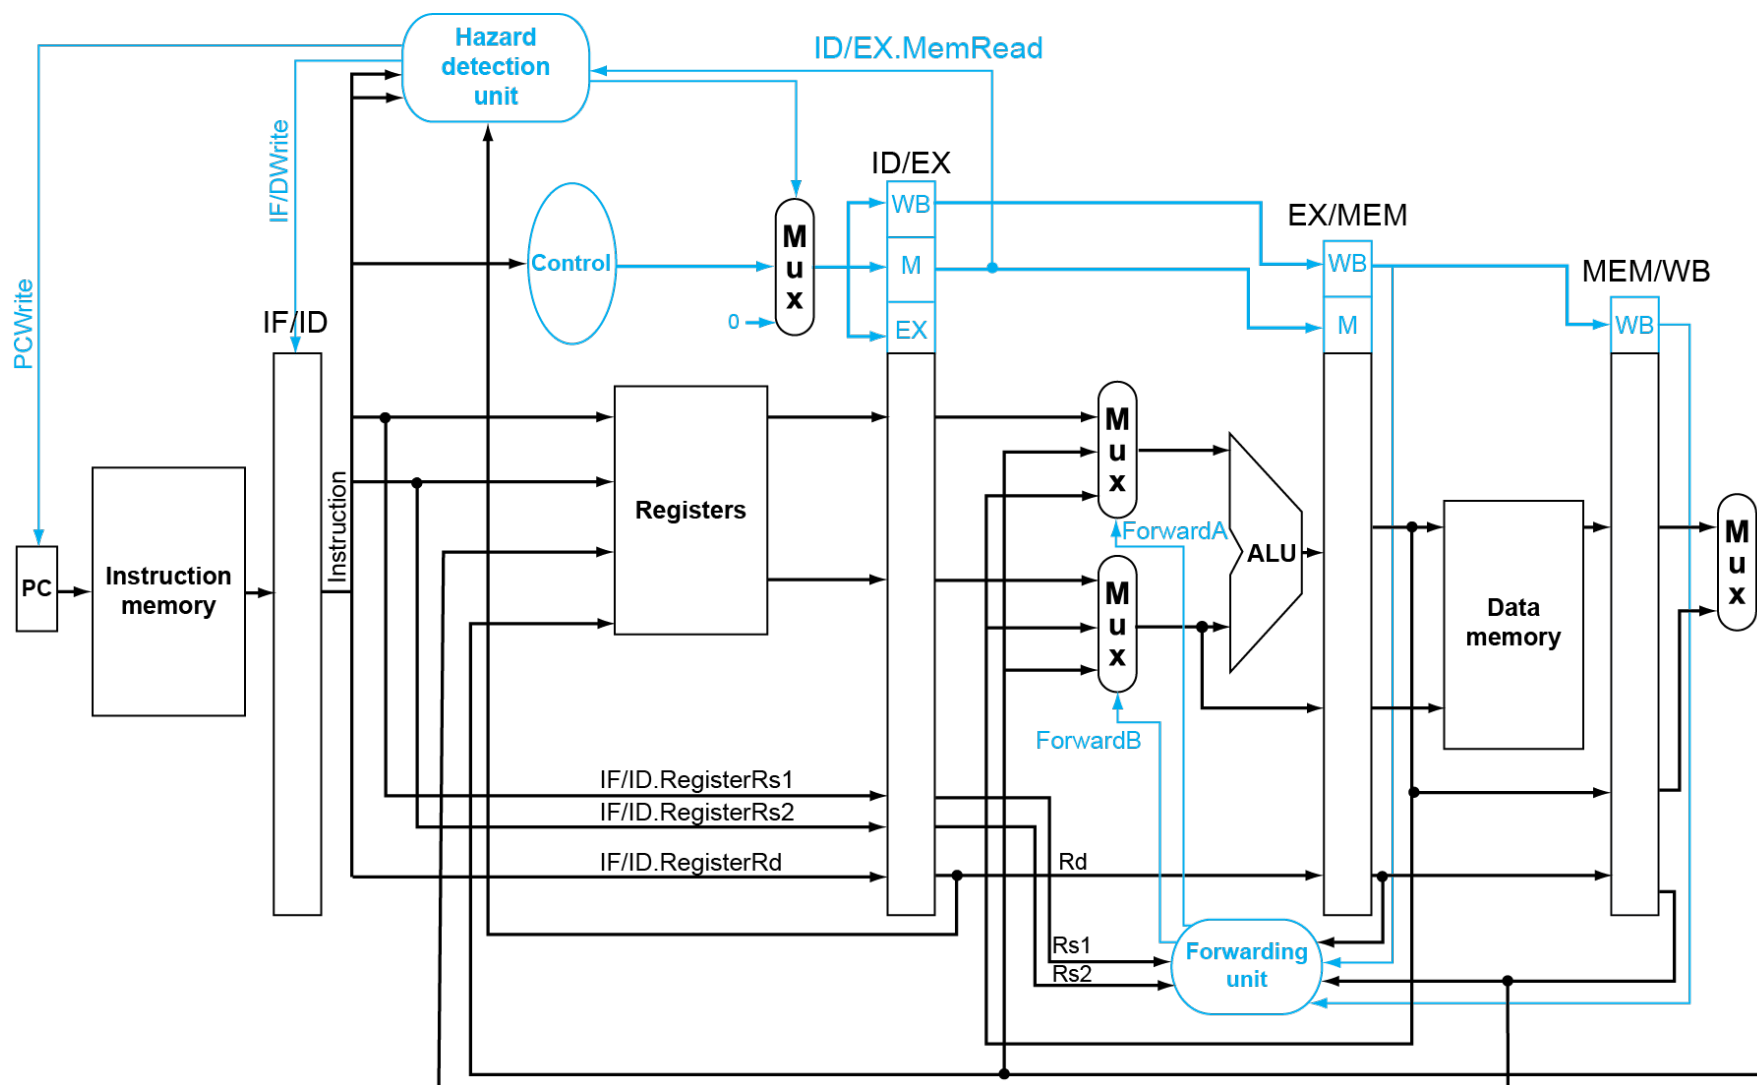 Hazard
detection
unit
ID/EX.MemRead
IF/DWrite
PCWrite
ID/EX
WB
M
EX
Control
M
u
x
0
EX/MEM
WB
M
MEM/WB
WB
IF/ID
Instruction
PC
Instruction
memory
Registers
M
u
x
ForwardA
M
u
x
ForwardB
ALU
Data
memory
M
u
x
IF/ID.RegisterRs1
IF/ID.RegisterRs2
IF/ID.RegisterRd
Rd
Rs1
Rs2
Forwarding
unit